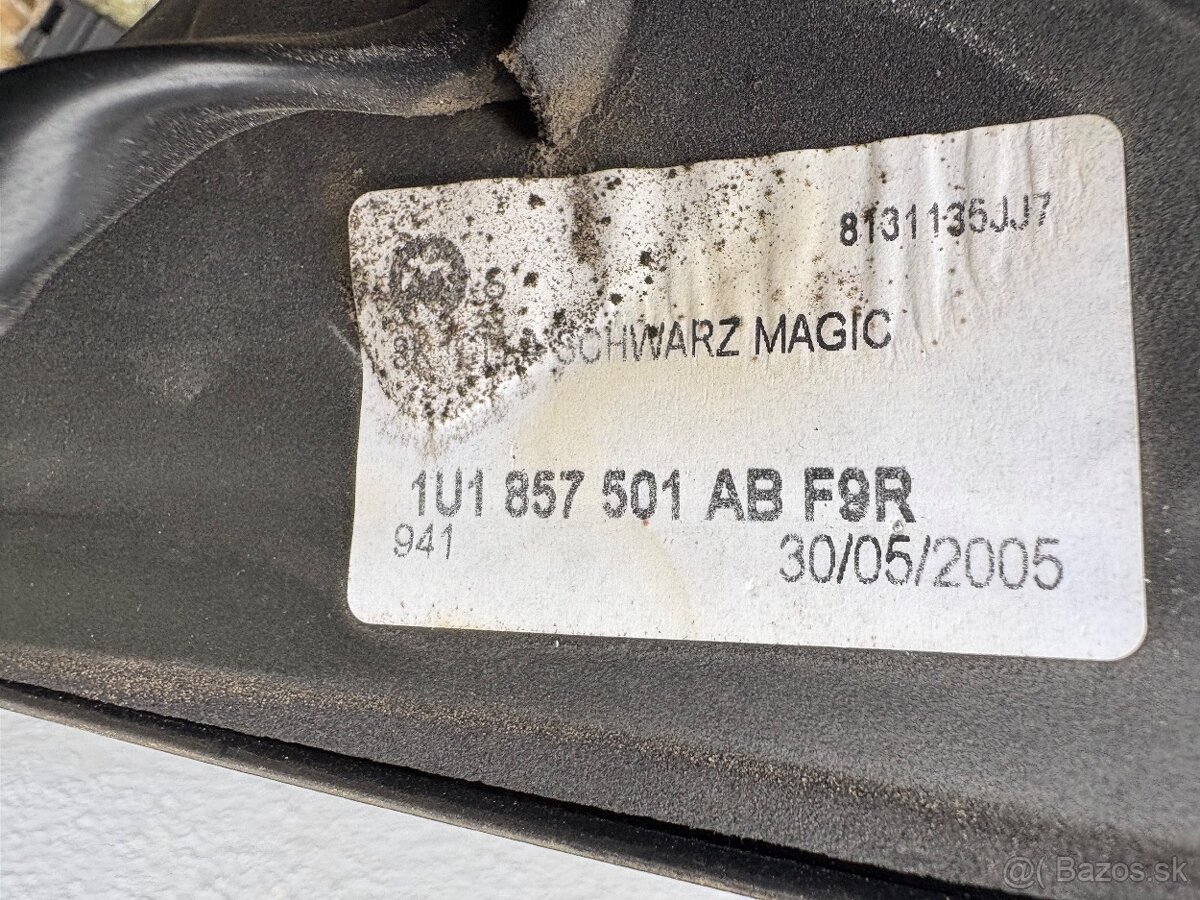 8131135JJ7
SCHWARZ MAGIC
1U1 857 501 AB F9R
941
30/05/2005
@( Bazos.sk